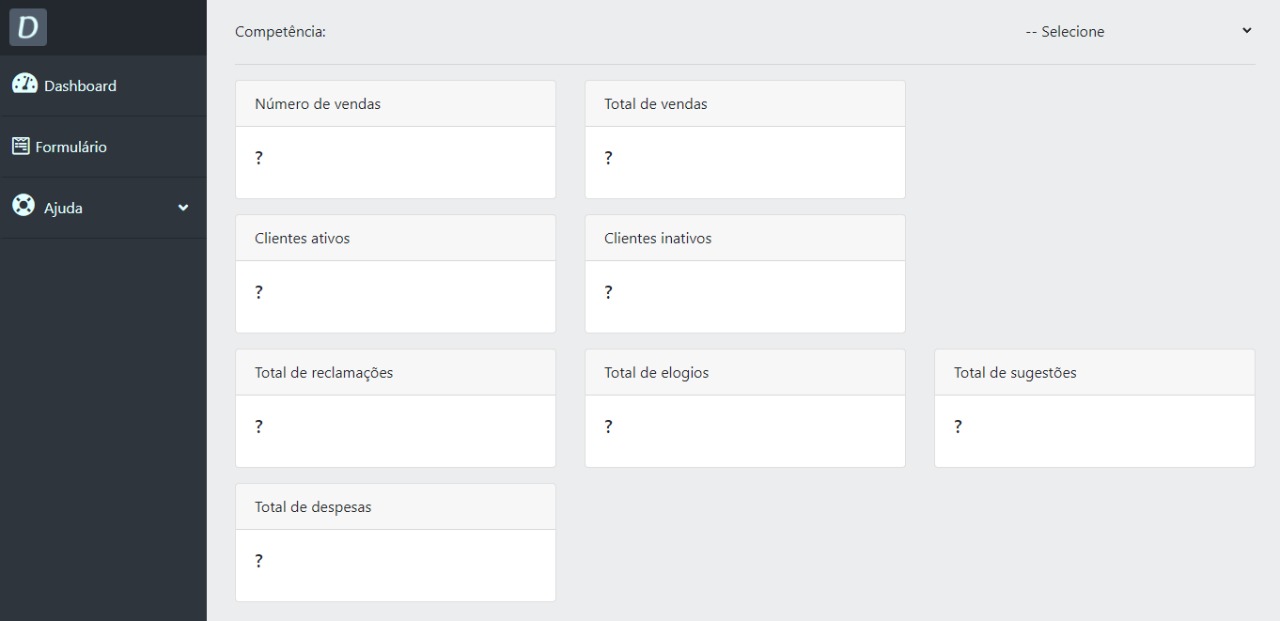 D
Competência:
-- Selecione
Dashboard
Formulário
Ajuda
Número de vendas
Total de vendas
?
?
Clientes ativos
Clientes inativos
?
?
Total de reclamações
Total de elogios
Total de sugestões
?
?
?
Total de despesas
?